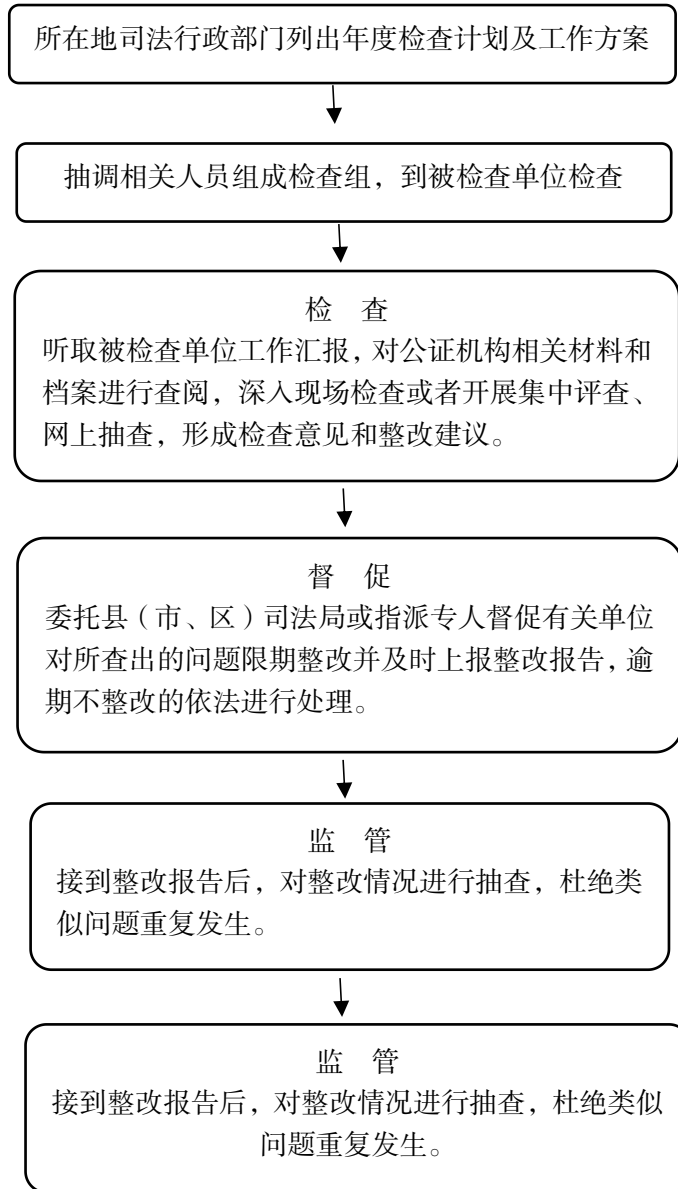 所在地司法行政部门列出年度检查计划及工作方案
抽调相关人员组成检查组，到被检查单位检查
检　查
听取被检查单位工作汇报，对公证机构相关材料和
档案进行查阅，深入现场检查或者开展集中评查、
网上抽查，形成检查意见和整改建议。
督　促
委托县（市、区）司法局或指派专人督促有关单位
对所查出的问题限期整改并及时上报整改报告，逾
期不整改的依法进行处理。
监　管
接到整改报告后，对整改情况进行抽查，杜绝类
似问题重复发生。
监　管
接到整改报告后，对整改情况进行抽查，杜绝类似
问题重复发生。